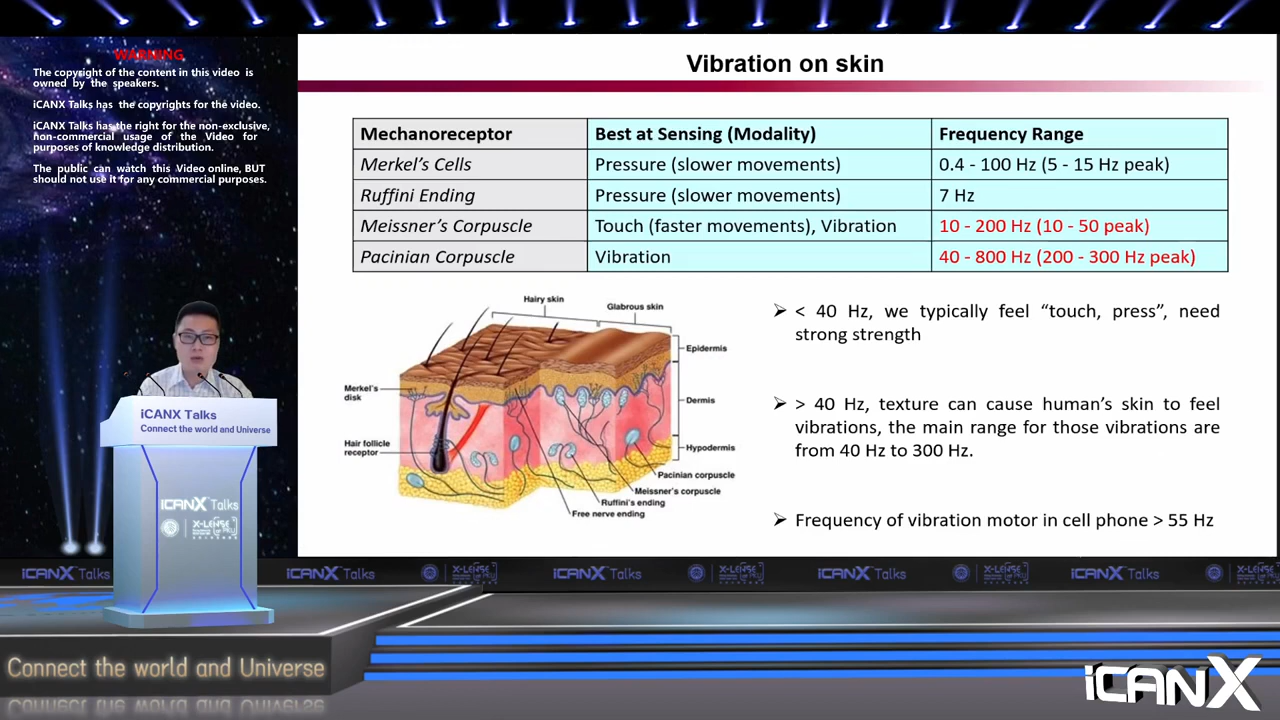 WARNING
The copyright of the content in this video is
owned by the speakers.
iCANX Talks has the copyrights for the video.
iCANX Talks has the right for the non-exclusive,
non-commercial usage of the Video for
purposes of knowledge distribution.
The public can watch this Video online, BUT
should not use it for any commercial purposes.
Vibration on skin
Mechanoreceptor Best at Sensing (Modality) Frequency Range
Merkel's Cells Pressure (slower movements) 0.4 - 100 Hz (5 - 15 Hz peak)
Ruffini Ending Pressure (slower movements) 7 Hz
Meissner's Corpuscle Touch (faster movements), Vibration 10 - 200 Hz (10 - 50 peak)
Pacinian Corpuscle Vibration 40 - 800 Hz (200 - 300 Hz peak)
Hairy skin
Glabrous skin
Epidermis
Merkel's
disk
Dermis
Hair follicle
receptor
Hypodermis
Pacinian corpuscle
Meissner's corpuscle
Ruffini's ending
Free nerve ending
➢ < 40 Hz, we typically feel “touch, press”, need
strong strength
➢ > 40 Hz, texture can cause human's skin to feel
vibrations, the main range for those vibrations are
from 40 Hz to 300 Hz.
➢ Frequency of vibration motor in cell phone > 55 Hz
iCANX Talks
Connect the world and Universe
iCANX Talks
iCANX Talks
iCANX Talks
iCANX Talks
iCANX Talks
iCANX Talks
Connect the world and Universe
iCANX